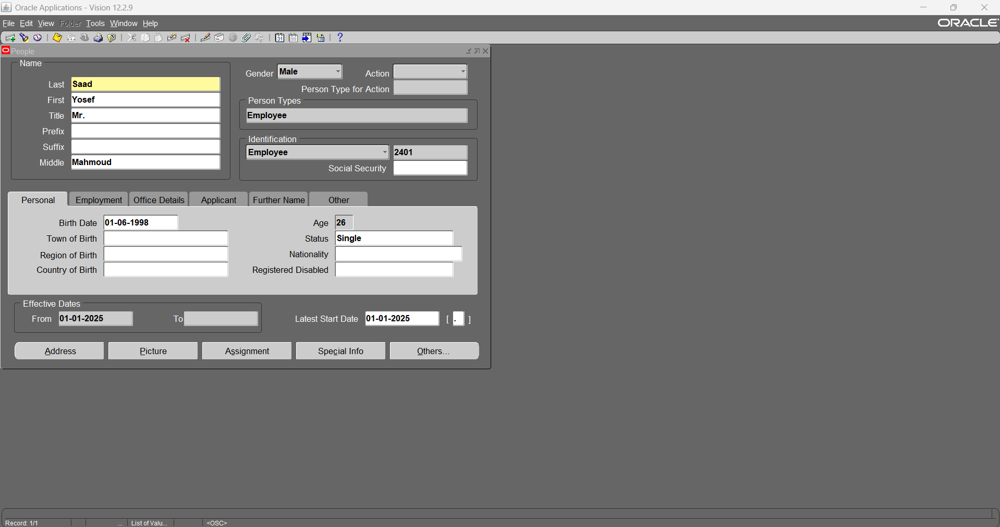 Oracle Applications - Vision 12.2.9
File Edit View Folder Tools Window Help
ORACLE
People
Name
Last Saad
First Yosef
Title Mr.
Prefix
Suffix
Middle Mahmoud
Gender Male Action
Person Type for Action
Person Types
Employee
Identification
Employee 2401
Social Security
Personal Employment Office Details Applicant Further Name Other
Birth Date 01-06-1998 Age 26
Town of Birth Status Single
Region of Birth Nationality
Country of Birth Registered Disabled
Effective Dates
From 01-01-2025 To Latest Start Date 01-01-2025 [ . ]
Address Picture Assignment Special Info Others...
Record: 1/1 ... List of Valu... <OSC>